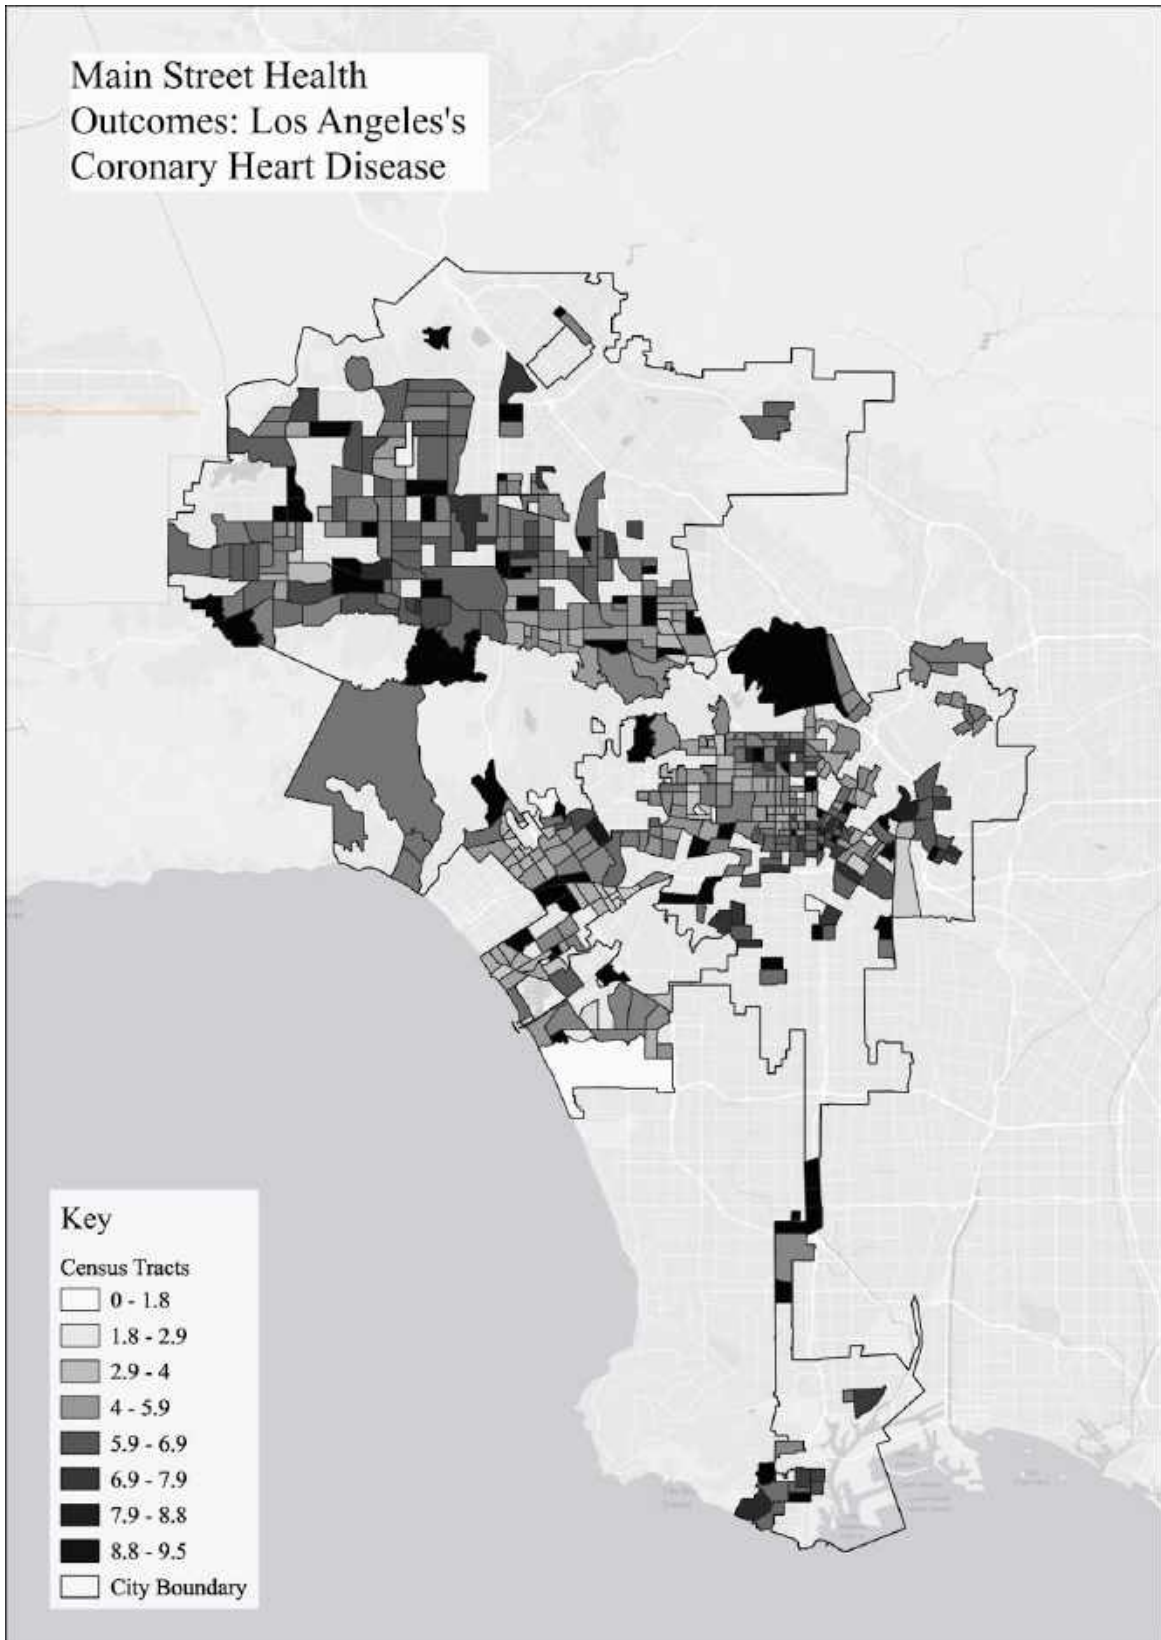 Main Street Health
Outcomes: Los Angeles's
Coronary Heart Disease
Key
Census Tracts
0 - 1.8
1.8 - 2.9
2.9 - 4
4 - 5.9
5.9 - 6.9
6.9 - 7.9
7.9 - 8.8
8.8 - 9.5
City Boundary